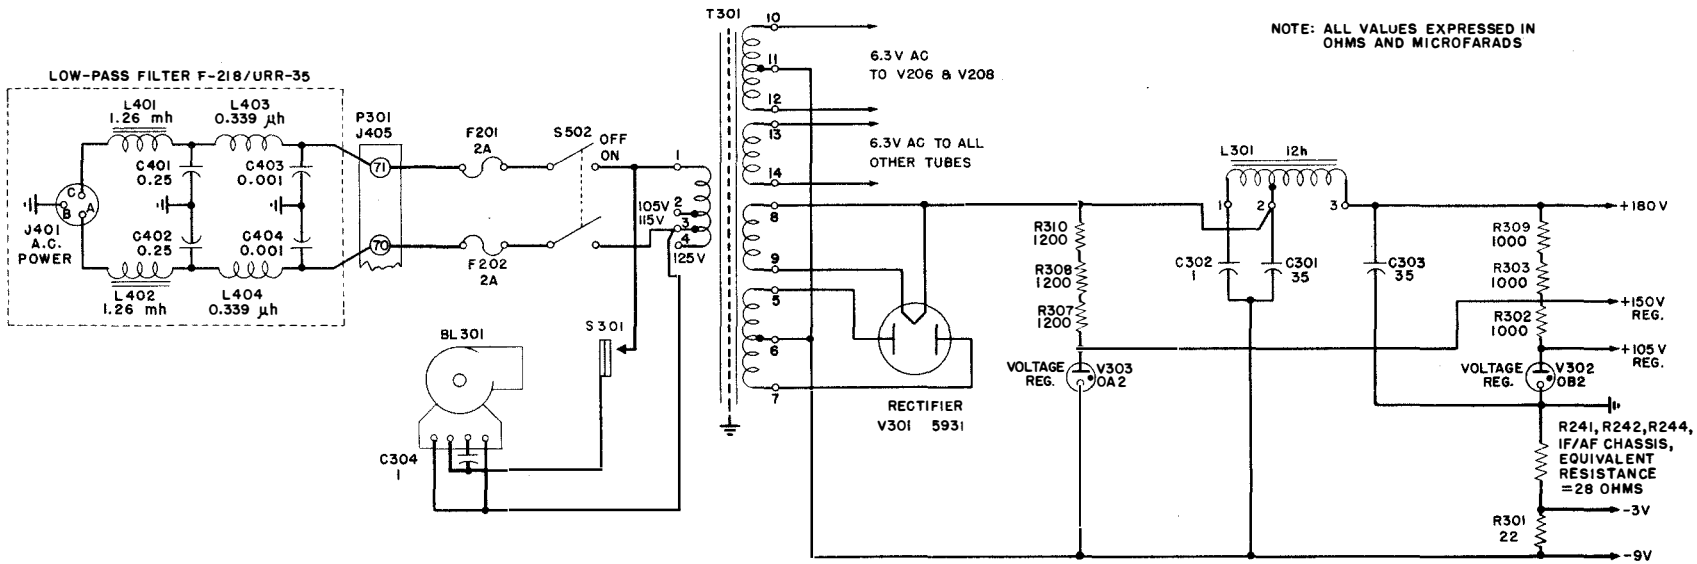 NOTE: ALL VALUES EXPRESSED IN
OHMS AND MICROFARADS
LOW-PASS FILTER F-218/URR-35
L401
1.26 mh
L403
0.339 μh
C401
0.25
C403
0.001
C
B
A
J401
A.C.
POWER
C402
0.25
C404
0.001
L402
1.26 mh
L404
0.339 μh
P301
J405
71
70
F201
2A
F202
2A
S502
OFF
ON
1
105V
2
115V
3
4
125V
S301
BL301
C304
1
T301
10
11
12
13
14
8
9
5
6
7
6.3V AC
TO V206 & V208
6.3V AC TO ALL
OTHER TUBES
RECTIFIER
V301 5931
R310
1200
R308
1200
R307
1200
VOLTAGE
REG.
V303
OA2
L301 12h
1
2
3
C302
1
C301
35
C303
35
+180V
R309
1000
R303
1000
R302
1000
+150V
REG.
+105V
REG.
VOLTAGE
REG.
V302
OB2
R241, R242, R244,
IF/AF CHASSIS,
EQUIVALENT
RESISTANCE
=28 OHMS
-3V
R301
22
-9V